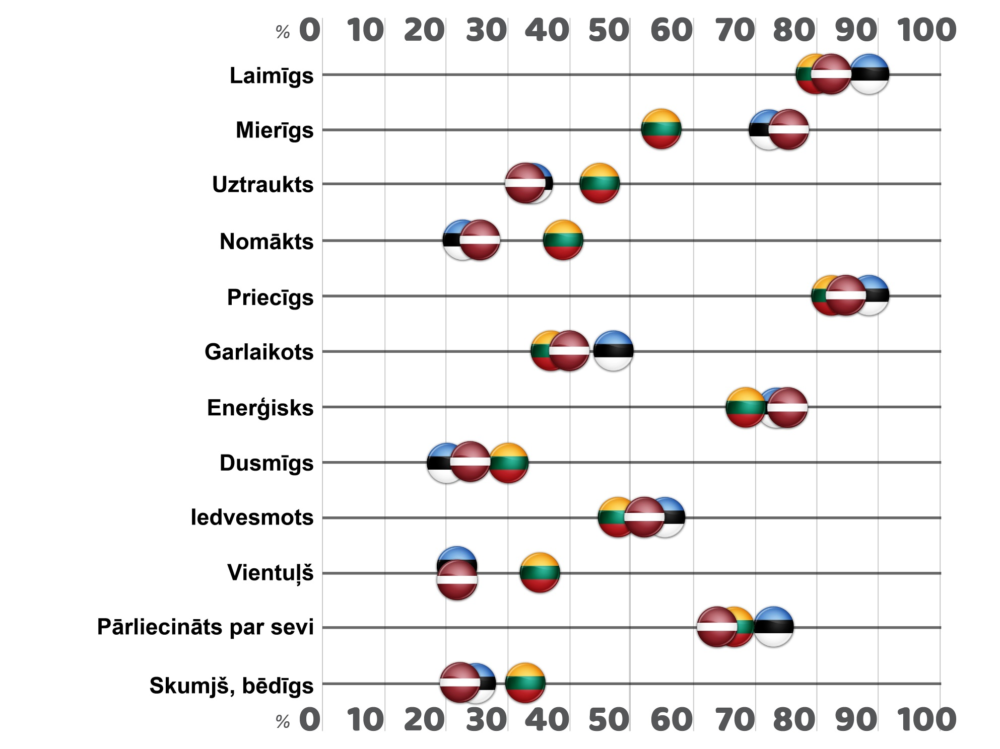 % 0 10 20 30 40 50 60 70 80 90 100
Laimīgs
Mierīgs
Uztraukts
Nomākts
Priecīgs
Garlaikots
Enerģisks
Dusmīgs
Iedvesmots
Vientuļš
Pārliecināts par sevi
Skumjš, bēdīgs
% 0 10 20 30 40 50 60 70 80 90 100